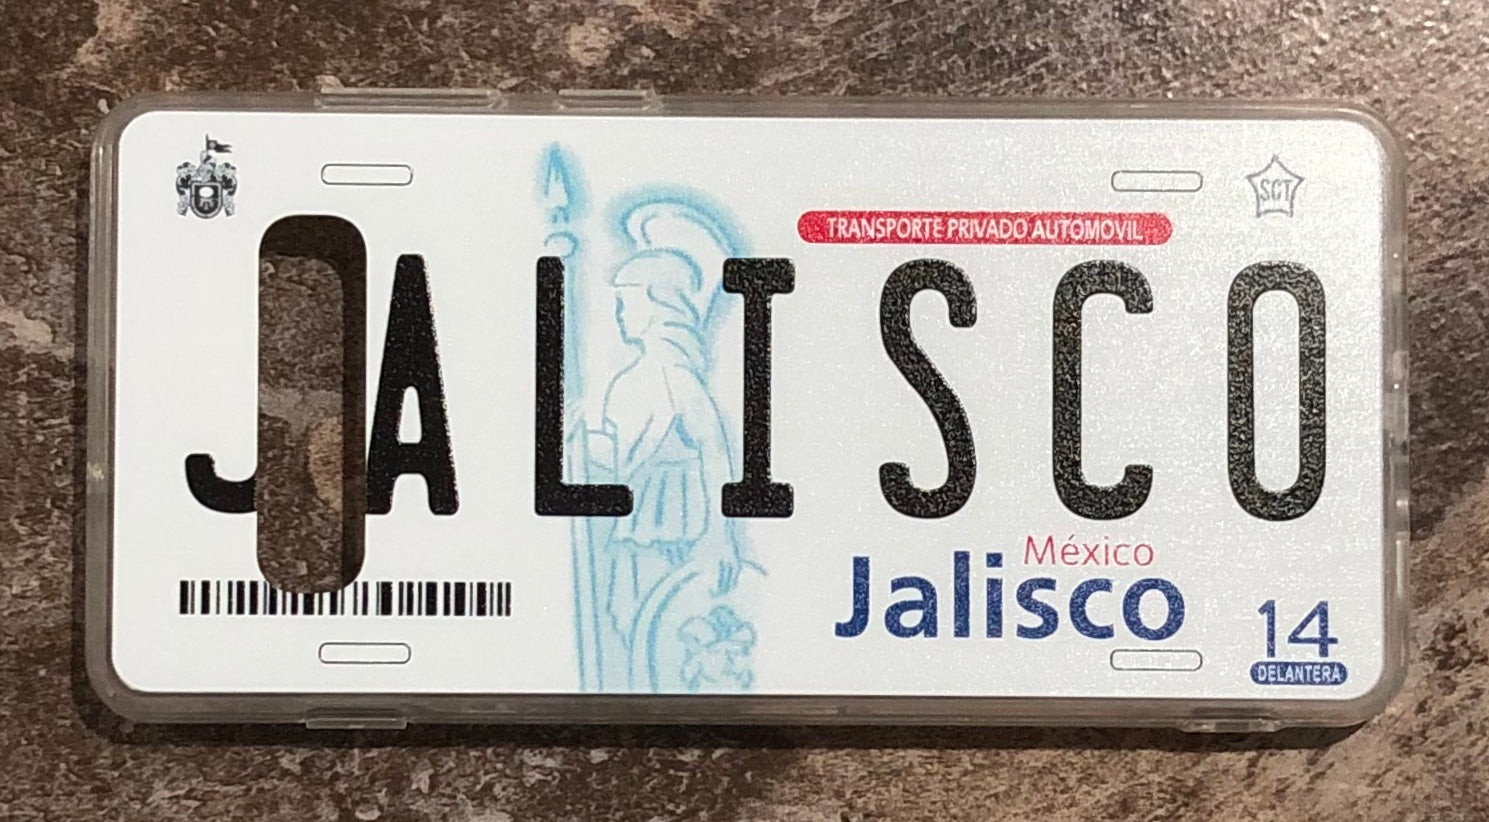 SCT
TRANSPORTE PRIVADO AUTOMOVIL
JALISCO
México
Jalisco
14
DELANTERA